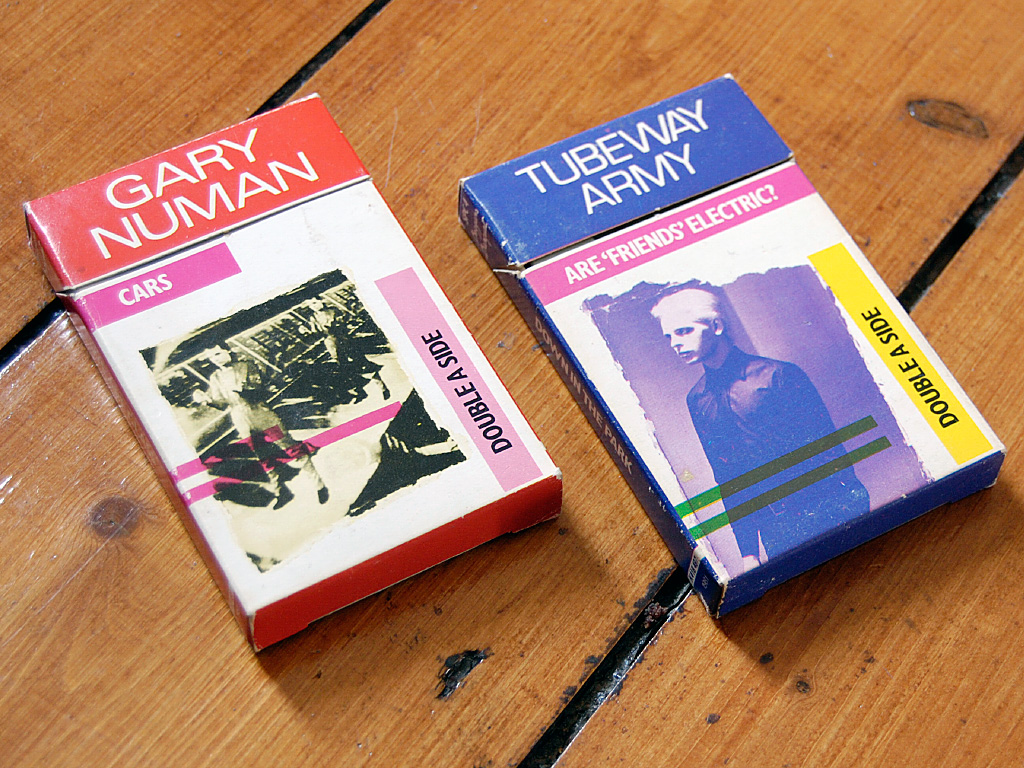 GARY
NUMAN
CARS
DOUBLE A SIDE
TUBEWAY
ARMY
ARE 'FRIENDS' ELECTRIC?
DOUBLE A SIDE
DOWN IN THE PARK